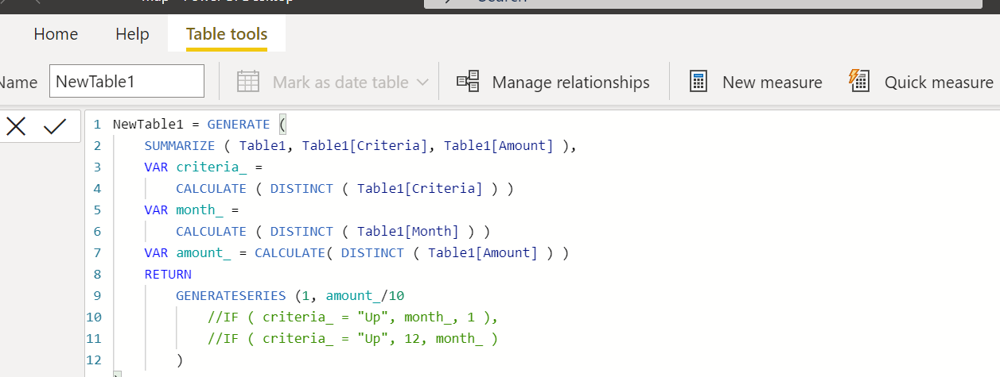 Home Help Table tools
Name NewTable1 Mark as date table Manage relationships New measure Quick measure
1 NewTable1 = GENERATE (
2 SUMMARIZE ( Table1, Table1[Criteria], Table1[Amount] ),
3 VAR criteria_ =
4 CALCULATE ( DISTINCT ( Table1[Criteria] ) )
5 VAR month_ =
6 CALCULATE ( DISTINCT ( Table1[Month] ) )
7 VAR amount_ = CALCULATE( DISTINCT ( Table1[Amount] ) )
8 RETURN
9 GENERATESERIES (1, amount_/10
10 //IF ( criteria_ = "Up", month_, 1 ),
11 //IF ( criteria_ = "Up", 12, month_ )
12 )